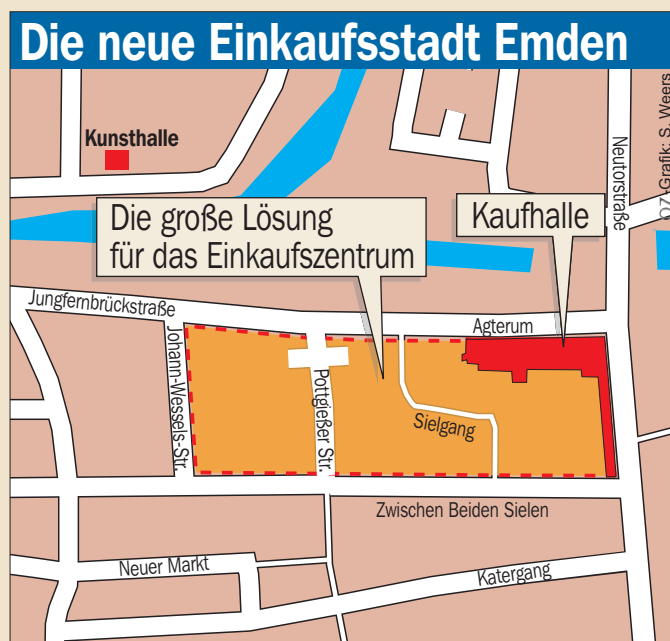 Die neue Einkaufsstadt Emden
OZ-Grafik: S. Weers
Kunsthalle
Neutorstraße
Die große Lösung
für das Einkaufszentrum
Kaufhalle
Jungfernbrückstraße
Agterum
Johann-Wessels-Str.
Pottgießer Str.
Sielgang
Zwischen Beiden Sielen
Neuer Markt
Katergang